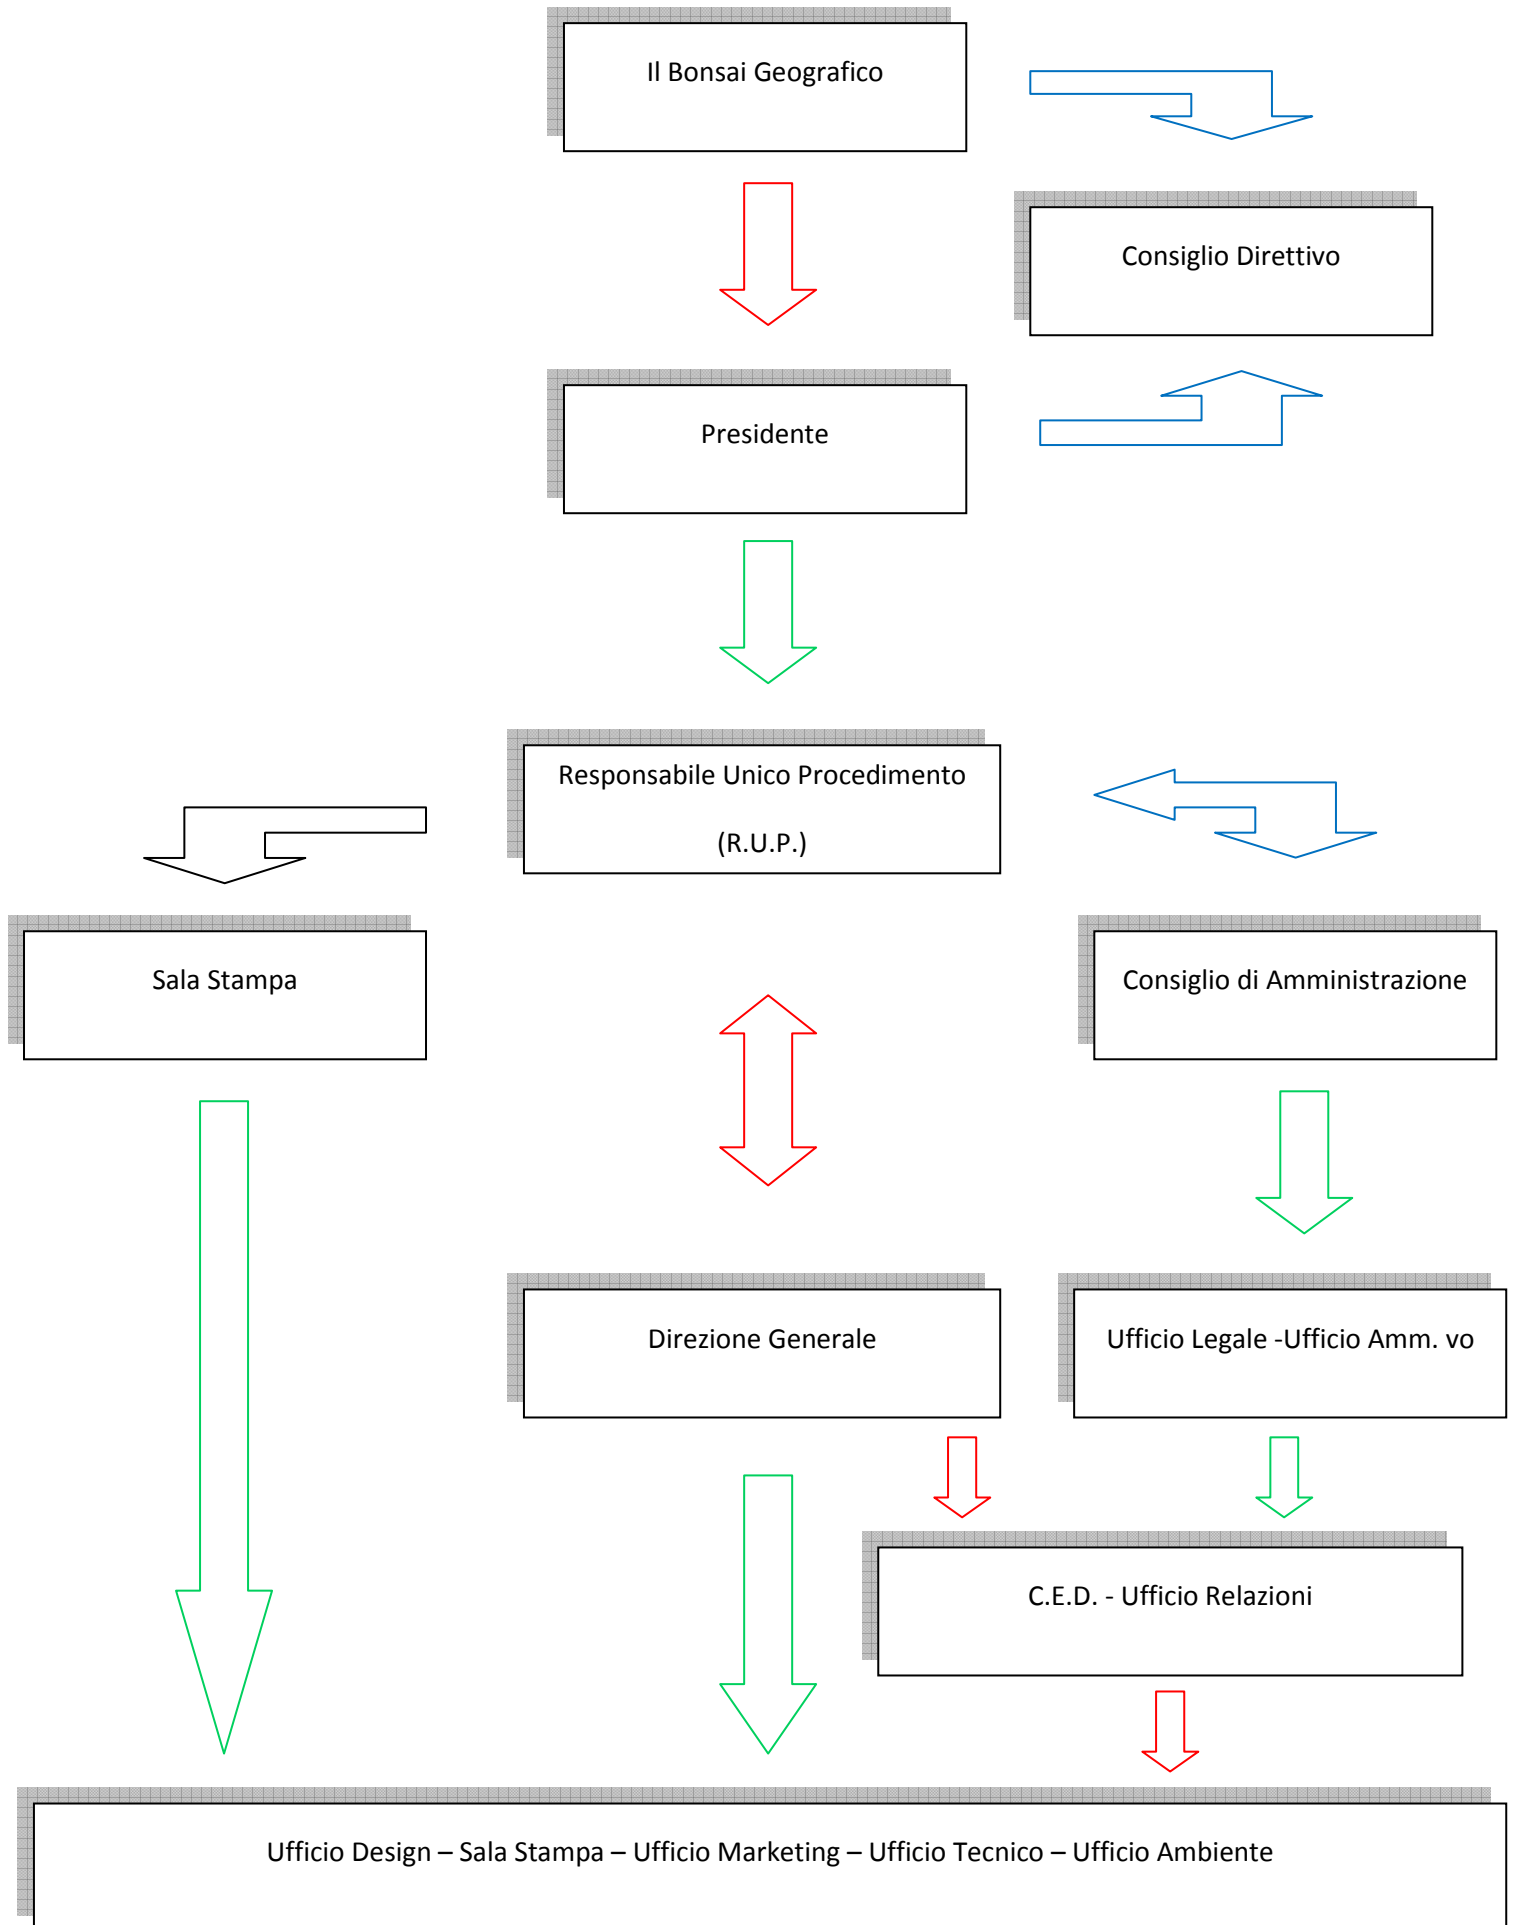 Il Bonsai Geografico
Consiglio Direttivo
Presidente
Responsabile Unico Procedimento
(R.U.P.)
Sala Stampa
Consiglio di Amministrazione
Direzione Generale
Ufficio Legale -Ufficio Amm. vo
C.E.D. - Ufficio Relazioni
Ufficio Design – Sala Stampa – Ufficio Marketing – Ufficio Tecnico – Ufficio Ambiente